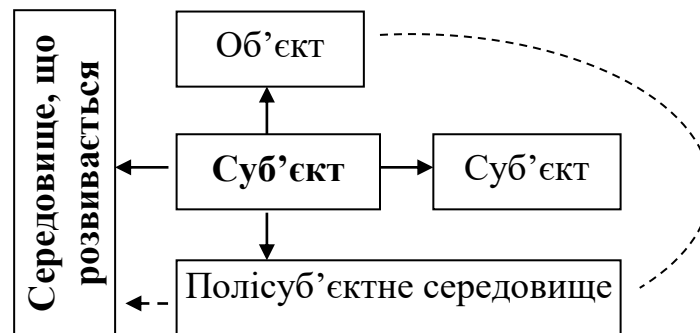 Середовище, що
розвивається
Об’єкт
Суб’єкт
Суб’єкт
Полісуб’єктне середовище